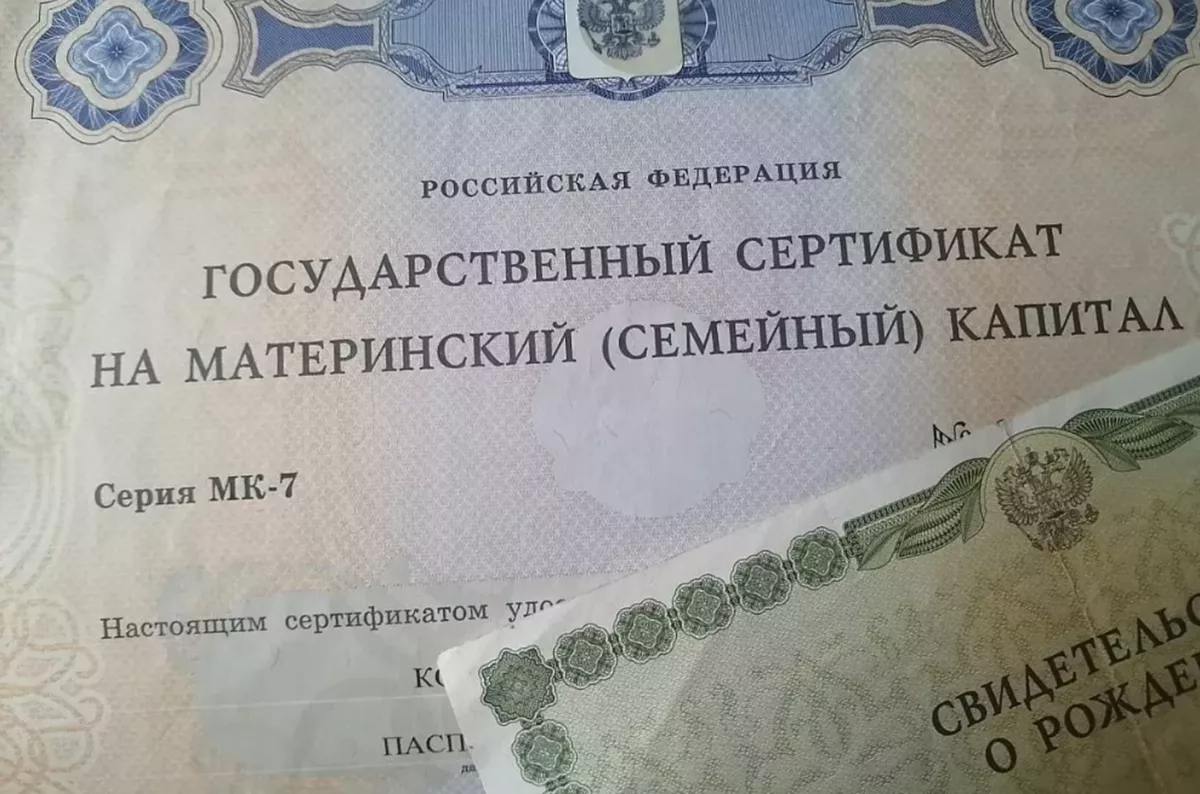 РОССИЙСКАЯ ФЕДЕРАЦИЯ
ГОСУДАРСТВЕННЫЙ СЕРТИФИКАТ
НА МАТЕРИНСКИЙ (СЕМЕЙНЫЙ) КАПИТАЛ
Серия МК-7
Настоящим сертификатом
СВИДЕТЕЛЬС
О РОЖДЕ